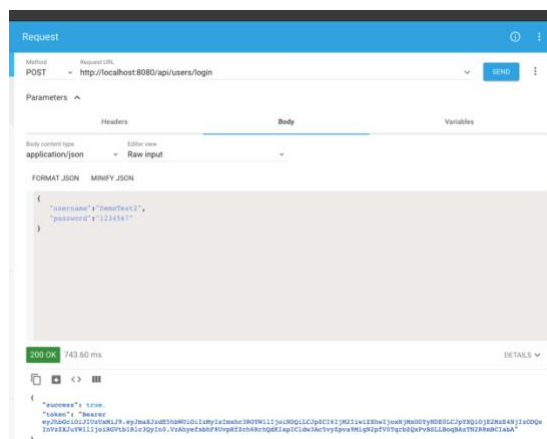 Request
Method
POST
Request URL
http://localhost:8080/api/users/login
SEND
Parameters
Headers
Body
Variables
Body content type
application/json
Editor view
Raw input
FORMAT JSON
MINIFY JSON
{
"username":"DemoTest2",
"password":"1234567"
}
200 OK
743.60 ms
DETAILS
{
"success": true,
"token": "Bearer